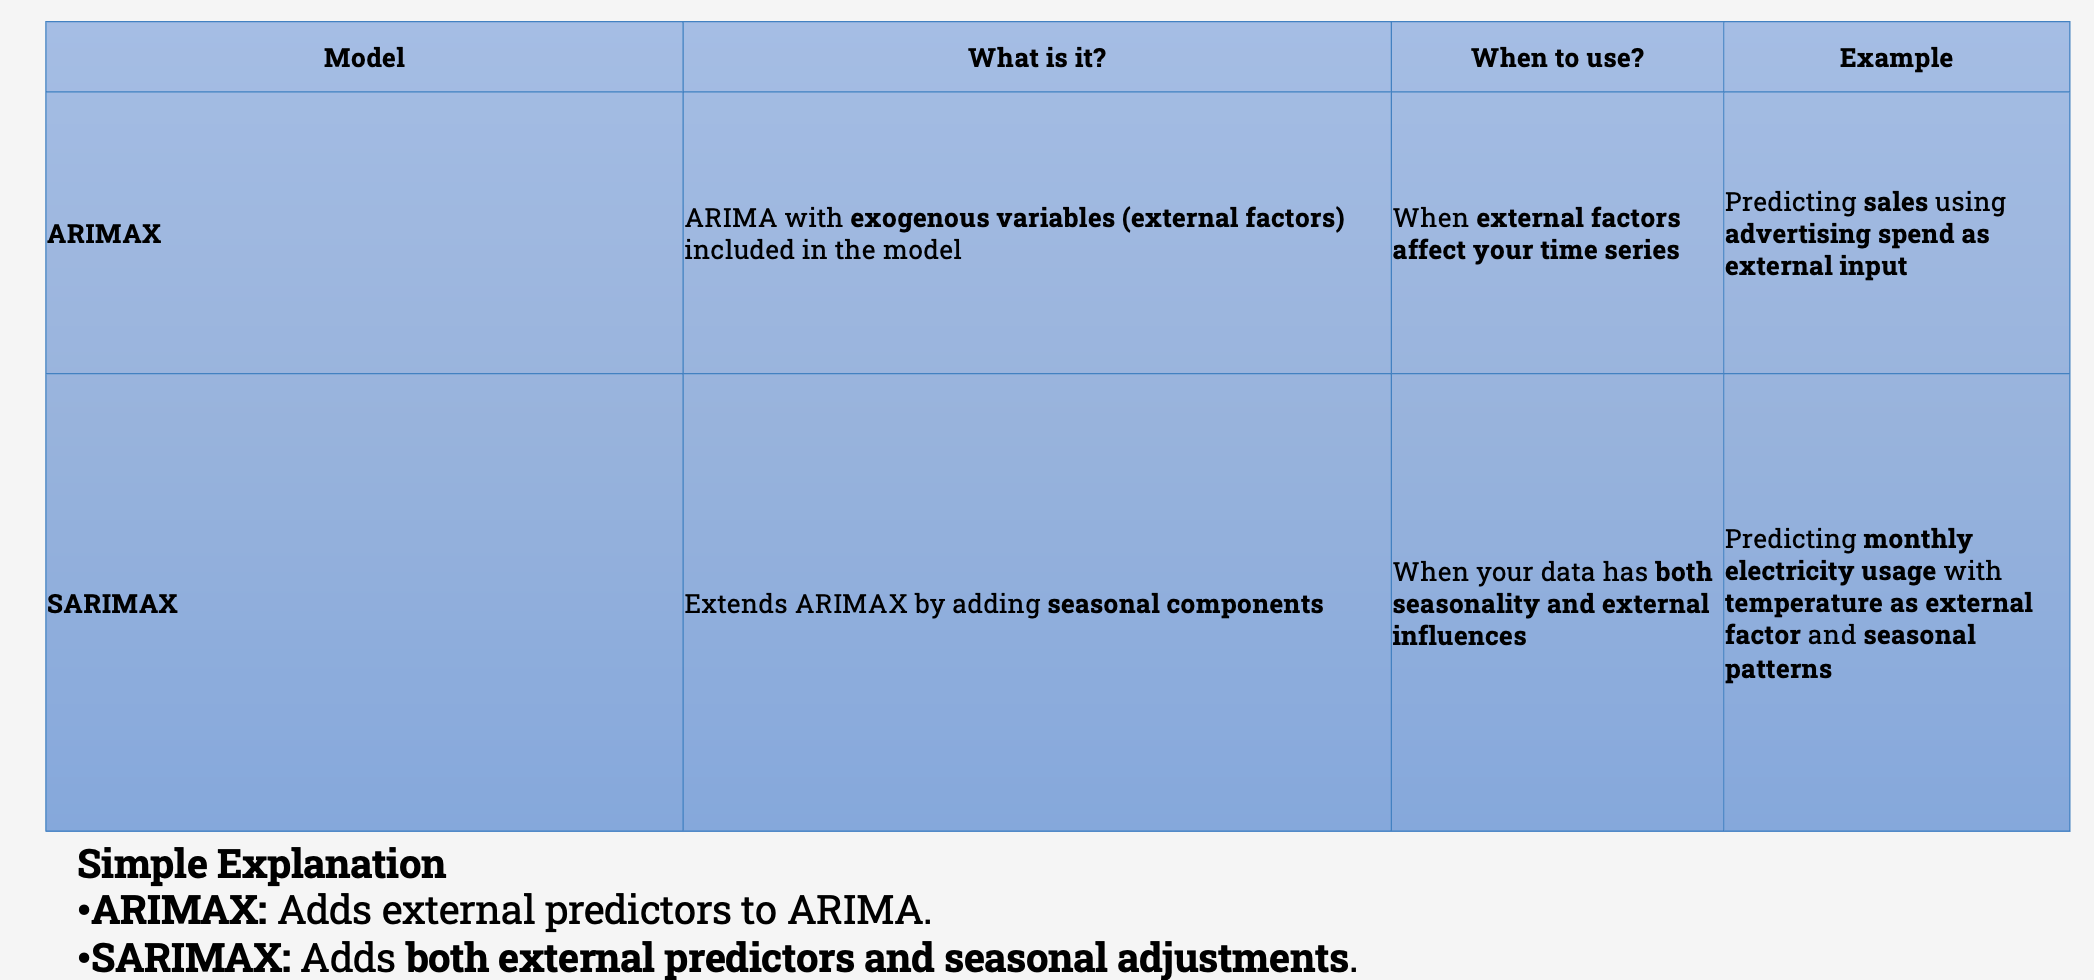 Model
What is it?
When to use?
Example
ARIMAX
ARIMA with exogenous variables (external factors)
included in the model
When external factors
affect your time series
Predicting sales using
advertising spend as
external input
SARIMAX
Extends ARIMAX by adding seasonal components
When your data has both
seasonality and external
influences
Predicting monthly
electricity usage with
temperature as external
factor and seasonal
patterns
Simple Explanation
•ARIMAX: Adds external predictors to ARIMA.
•SARIMAX: Adds both external predictors and seasonal adjustments.